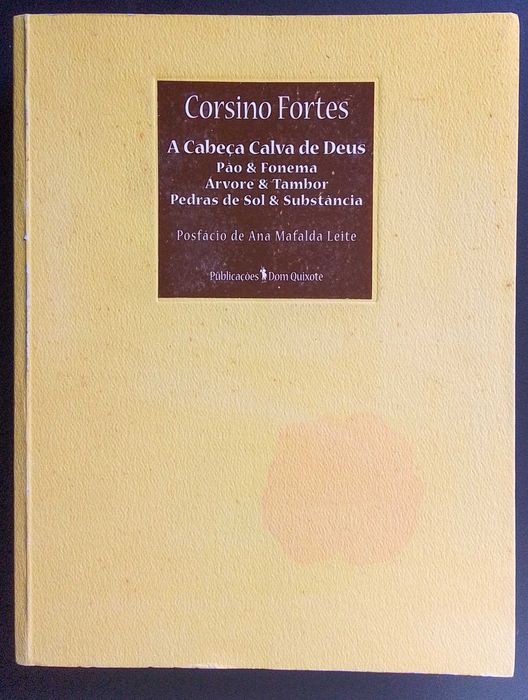 Corsino Fortes
A Cabeça Calva de Deus
Pão & Fonema
Árvore & Tambor
Pedras de Sol & Substância
Posfácio de Ana Mafalda Leite
Publicações Dom Quixote